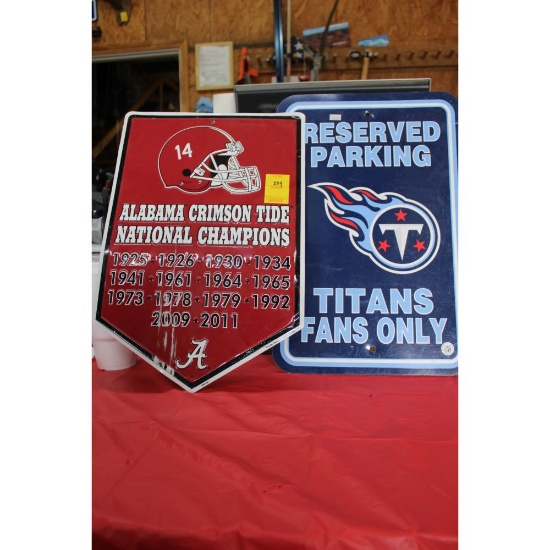 14
ALABAMA CRIMSON TIDE
NATIONAL CHAMPIONS
1925 · 1926 · 1930 · 1934
1941 · 1961 · 1964 · 1965
1973 · 1978 · 1979 · 1992
2009 · 2011
A
RESERVED
PARKING
T
TITANS
FANS ONLY